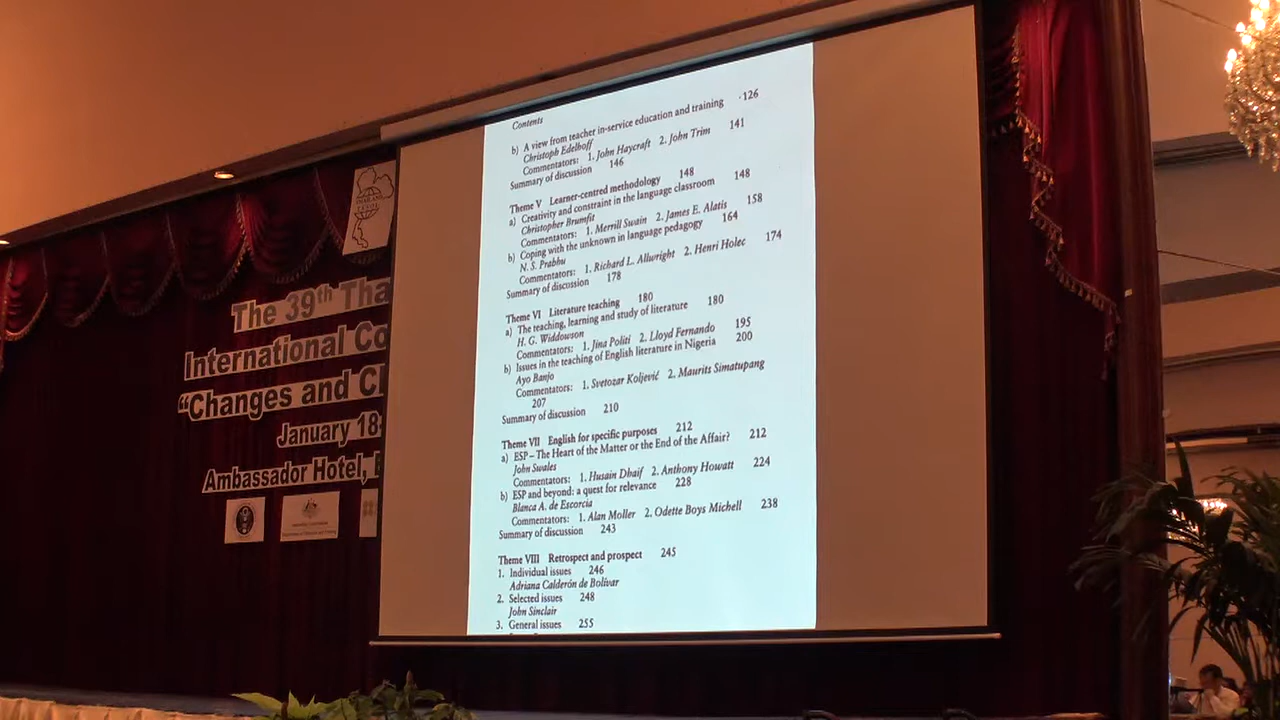 The 39th Tha
International Co
“Changes and Cl
January 18
Ambassador Hotel,
THAILAND
TESOL
Contents
b) A view from teacher in-service education and training 126
Christoph Edelhoff
Commentators: 1. John Haycraft 2. John Trim 141
Summary of discussion 146
Theme V Learner-centred methodology 148
a) Creativity and constraint in the language classroom 148
Christopher Brumfit
Commentators: 1. Merrill Swain 2. James E. Alatis 158
b) Coping with the unknown in language pedagogy 164
N. S. Prabhu
Commentators: 1. Richard L. Allwright 2. Henri Holec 174
Summary of discussion 178
Theme VI Literature teaching 180
a) The teaching, learning and study of literature 180
H. G. Widdowson
Commentators: 1. Jina Politi 2. Lloyd Fernando 195
b) Issues in the teaching of English literature in Nigeria 200
Ayo Banjo
Commentators: 1. Svetozar Koljević 2. Maurits Simatupang
207
Summary of discussion 210
Theme VII English for specific purposes 212
a) ESP – The Heart of the Matter or the End of the Affair? 212
John Swales
Commentators: 1. Husain Dhaif 2. Anthony Howatt 224
b) ESP and beyond: a quest for relevance 228
Blanca A. de Escorcia
Commentators: 1. Alan Moller 2. Odette Boys Michell 238
Summary of discussion 243
Theme VIII Retrospect and prospect 245
1. Individual issues 246
Adriana Calderón de Bolívar
2. Selected issues 248
John Sinclair
3. General issues 255